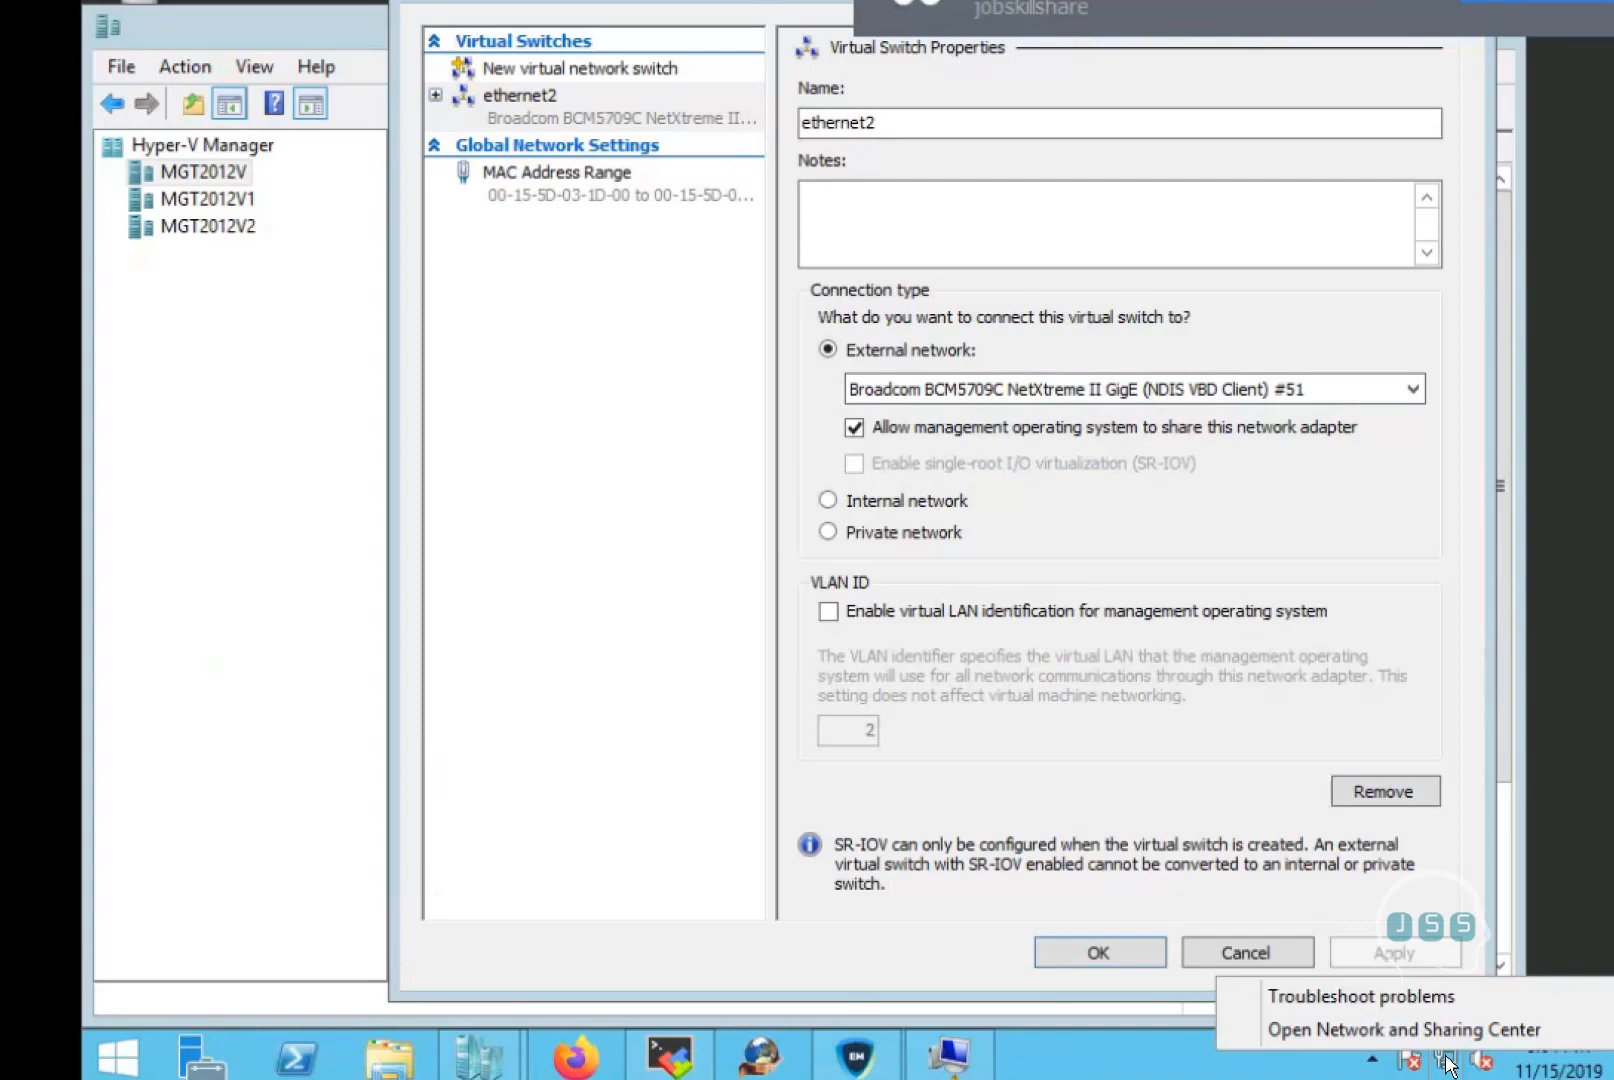 jobskillshare
File Action View Help
Hyper-V Manager
MGT2012V
MGT2012V1
MGT2012V2
Virtual Switches
New virtual network switch
ethernet2
Broadcom BCM5709C NetXtreme II...
Global Network Settings
MAC Address Range
00-15-5D-03-1D-00 to 00-15-5D-0...
Virtual Switch Properties
Name:
ethernet2
Notes:
Connection type
What do you want to connect this virtual switch to?
External network:
Broadcom BCM5709C NetXtreme II GigE (NDIS VBD Client) #51
Allow management operating system to share this network adapter
Enable single-root I/O virtualization (SR-IOV)
Internal network
Private network
VLAN ID
Enable virtual LAN identification for management operating system
The VLAN identifier specifies the virtual LAN that the management operating
system will use for all network communications through this network adapter. This
setting does not affect virtual machine networking.
2
Remove
SR-IOV can only be configured when the virtual switch is created. An external
virtual switch with SR-IOV enabled cannot be converted to an internal or private
switch.
JSS
OK Cancel Apply
Troubleshoot problems
Open Network and Sharing Center
EM
11/15/2019